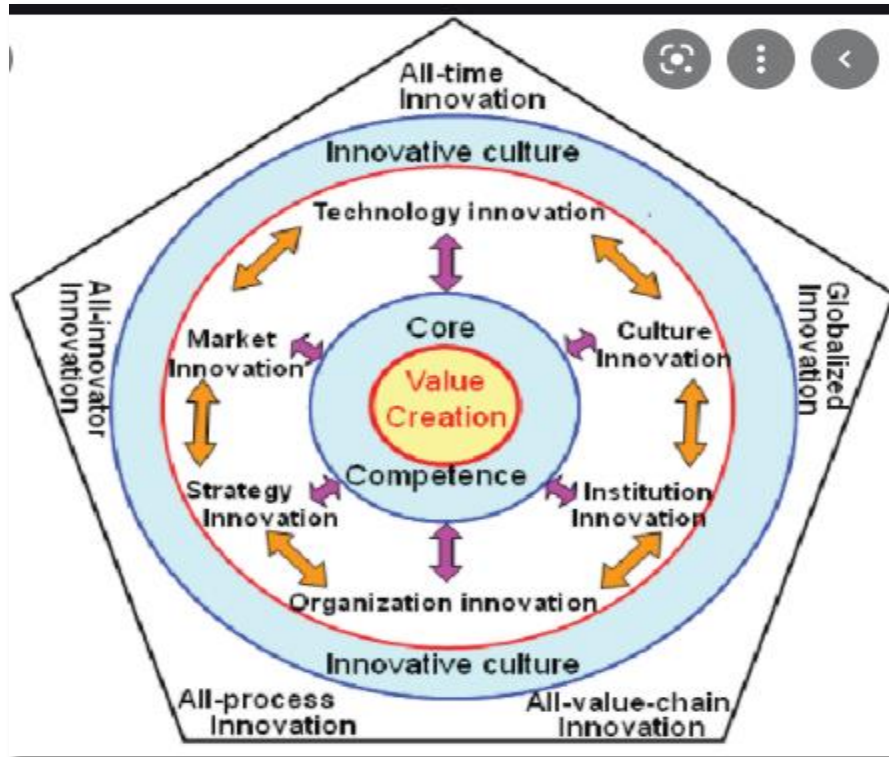 All-time
Innovation
Innovative culture
Technology innovation
All-innovator
Innovation
Globalized
Innovation
Market
Innovation
Core
Culture
Innovation
Value
Creation
Strategy
Innovation
Competence
Institution
Innovation
Organization innovation
Innovative culture
All-process
Innovation
All-value-chain
Innovation